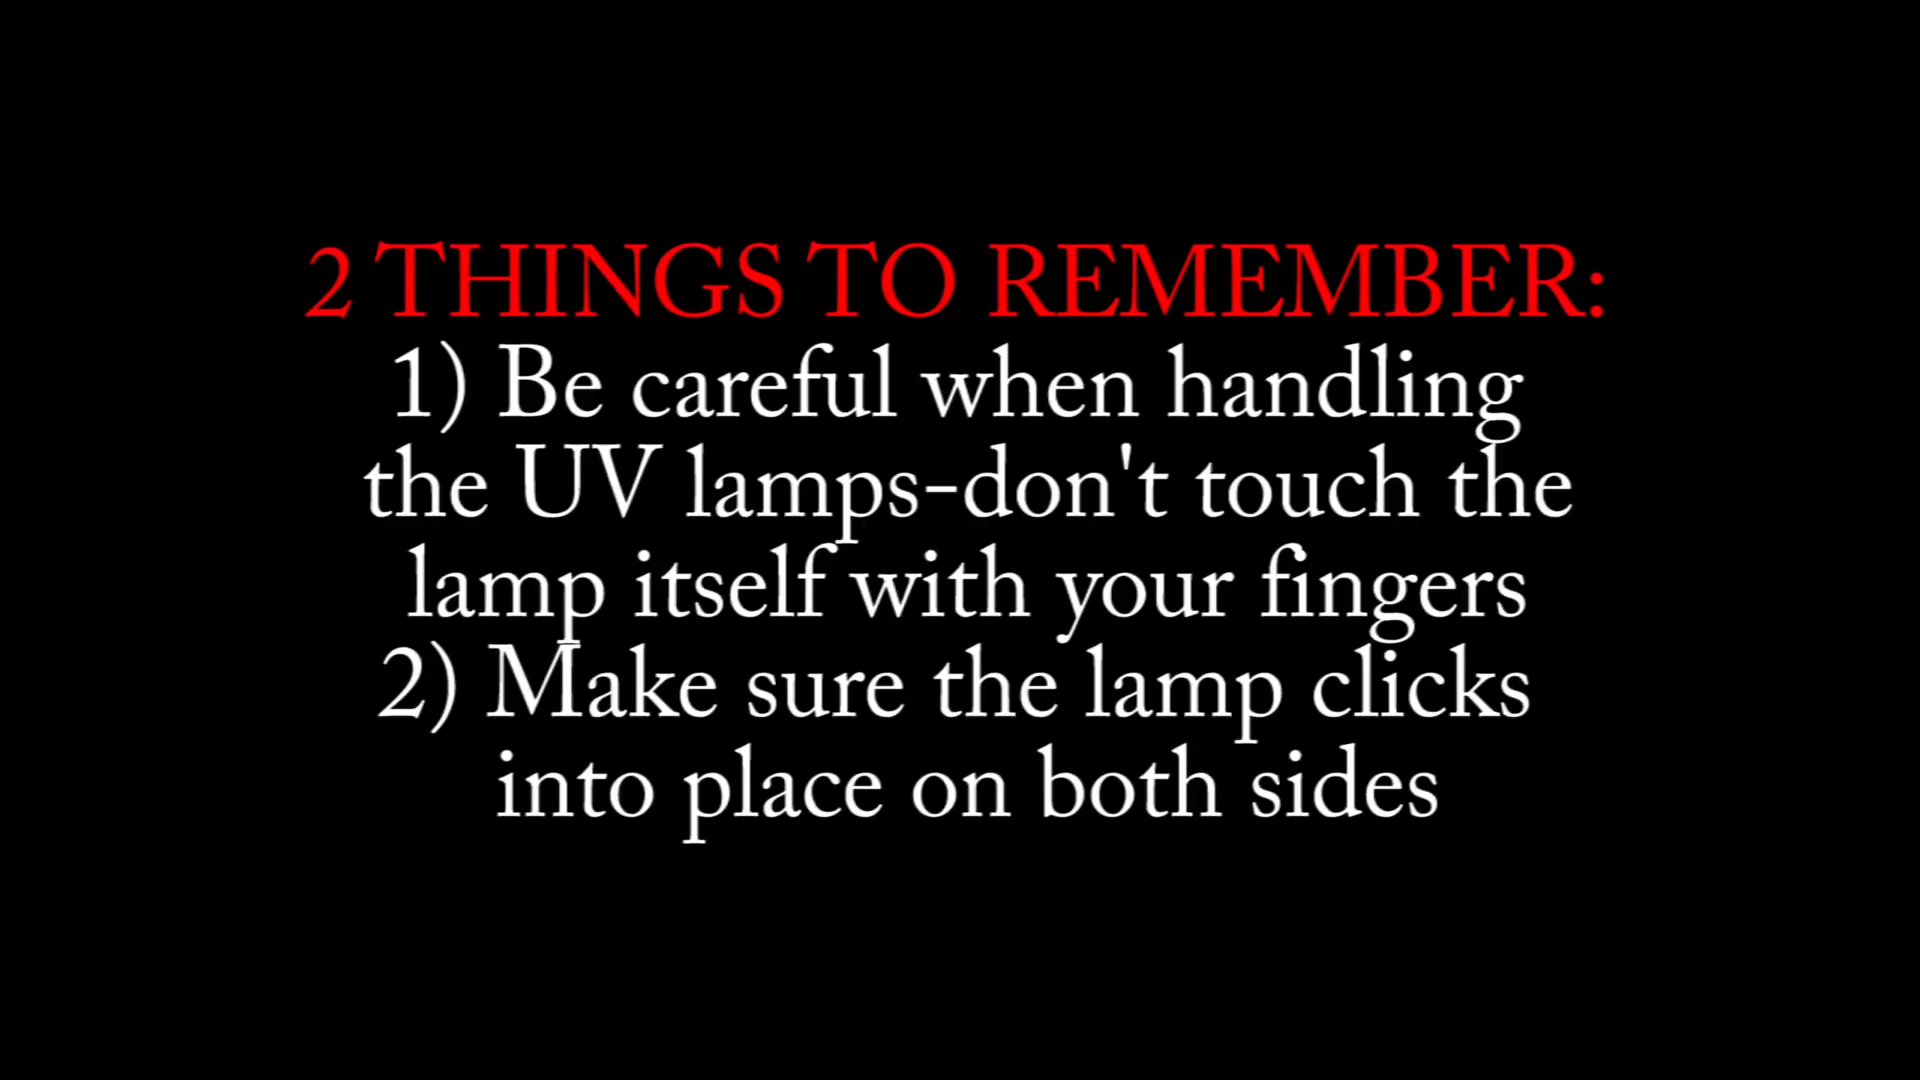 2 THINGS TO REMEMBER:
1) Be careful when handling
the UV lamps-don't touch the
lamp itself with your fingers
2) Make sure the lamp clicks
into place on both sides